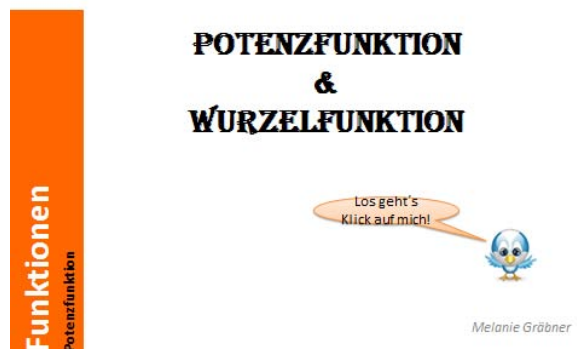 POTENZFUNKTION
&
WURZELFUNKTION
Los geht's
Klick auf mich!
Funktionen
Potenzfunktion
Melanie Gräbner